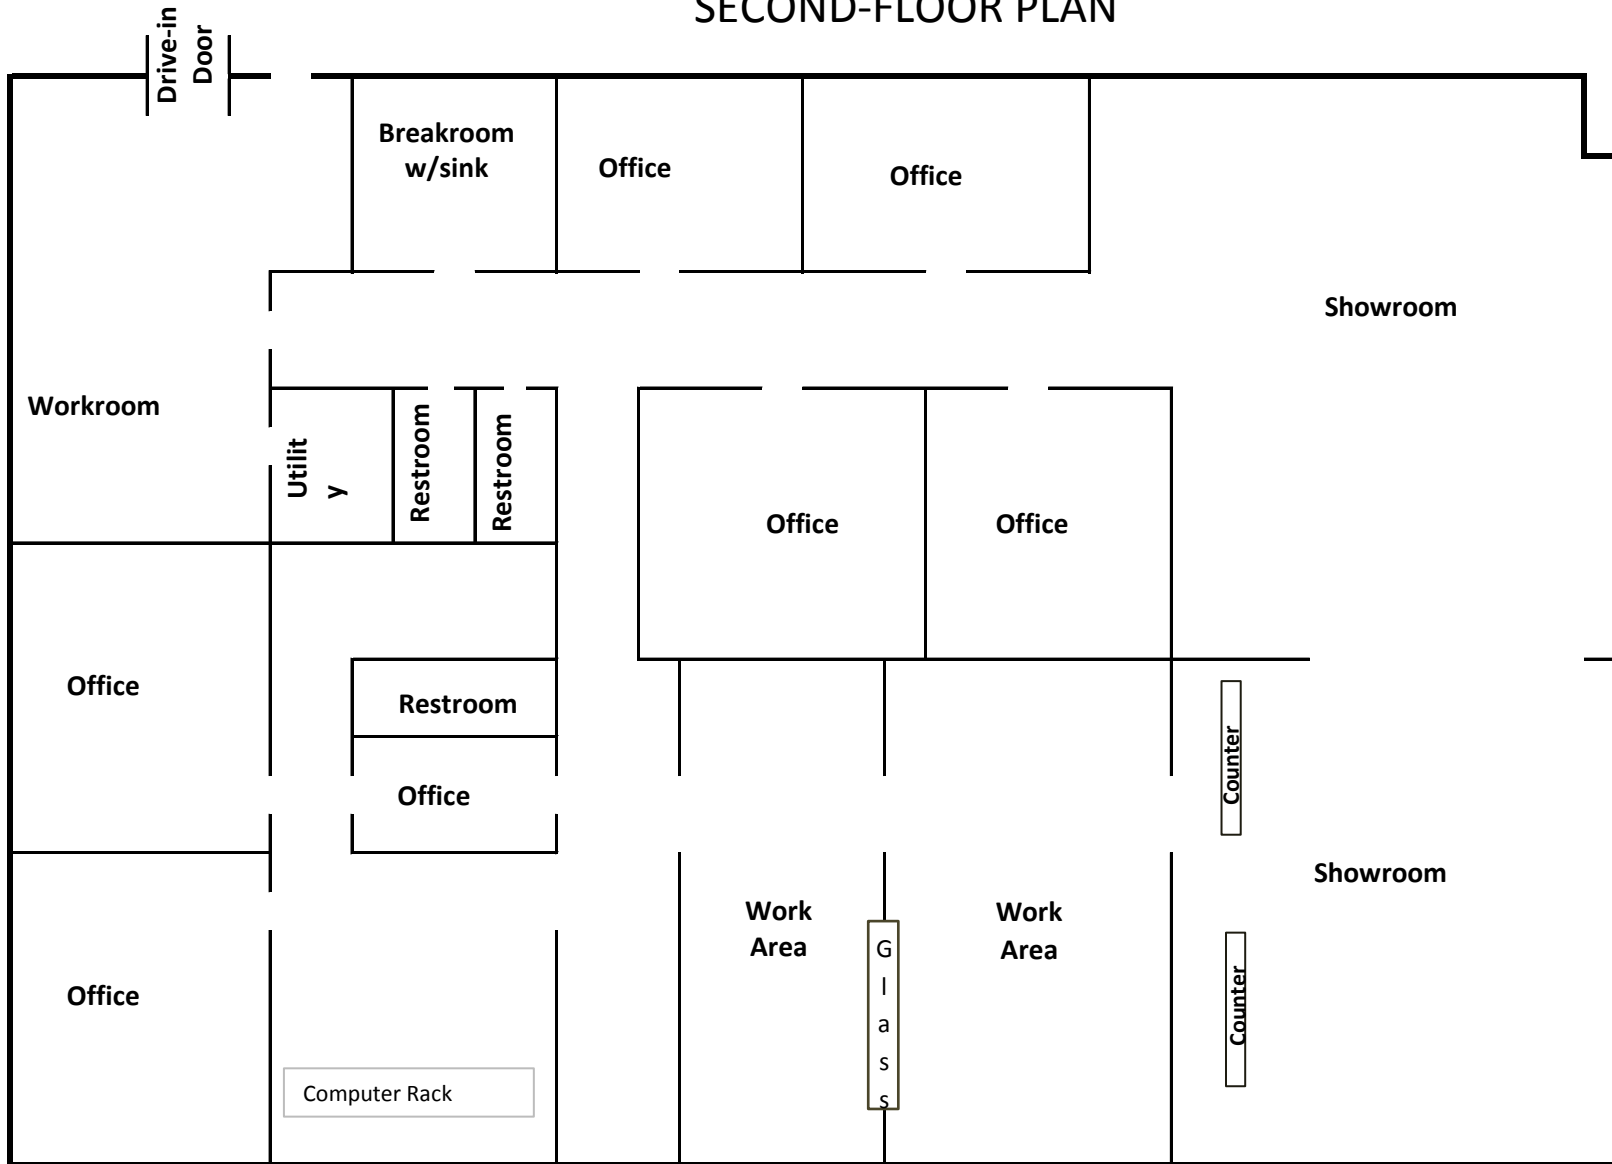 SECOND-FLOOR PLAN
Drive-in
Door
Breakroom
w/sink
Office
Office
Showroom
Workroom
Utilit
y
Restroom
Restroom
Office
Office
Office
Restroom
Office
Counter
Showroom
Work
Area
Work
Area
Glass
Office
Counter
Computer Rack